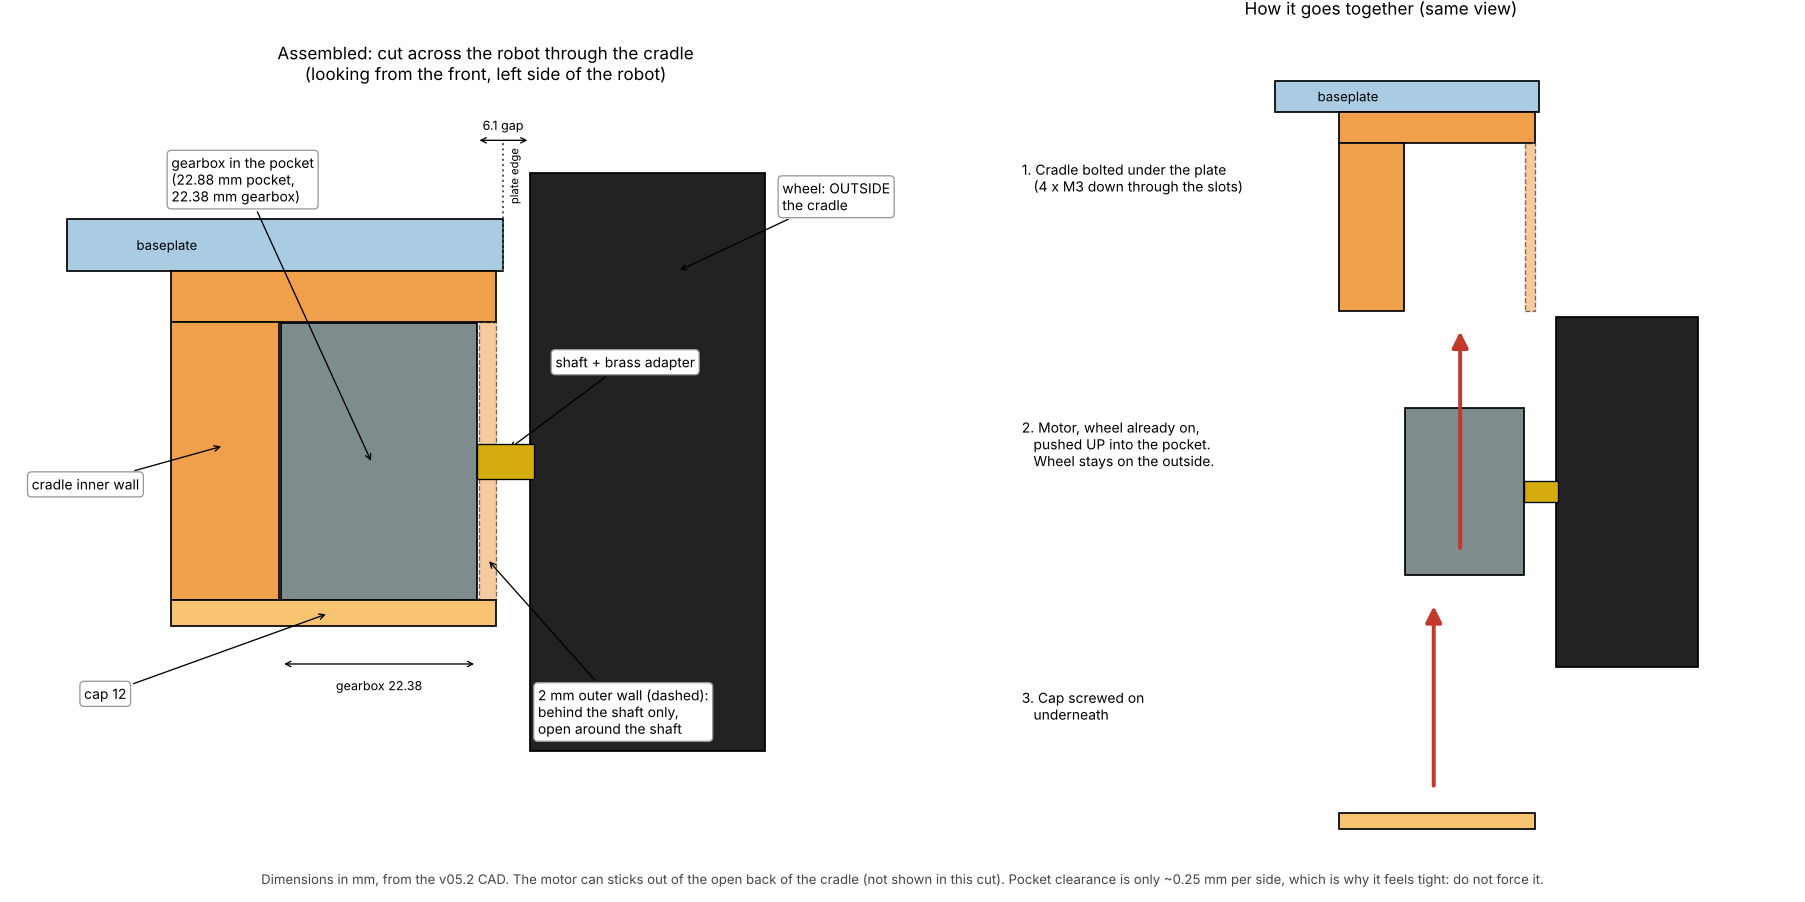 How it goes together (same view)
Assembled: cut across the robot through the cradle
(looking from the front, left side of the robot)
6.1 gap
plate edge
gearbox in the pocket
(22.88 mm pocket,
22.38 mm gearbox)
wheel: OUTSIDE
the cradle
baseplate
shaft + brass adapter
cradle inner wall
cap 12
gearbox 22.38
2 mm outer wall (dashed):
behind the shaft only,
open around the shaft
baseplate
1. Cradle bolted under the plate
(4 x M3 down through the slots)
2. Motor, wheel already on,
pushed UP into the pocket.
Wheel stays on the outside.
3. Cap screwed on
underneath
Dimensions in mm, from the v05.2 CAD. The motor can sticks out of the open back of the cradle (not shown in this cut). Pocket clearance is only ~0.25 mm per side, which is why it feels tight: do not force it.